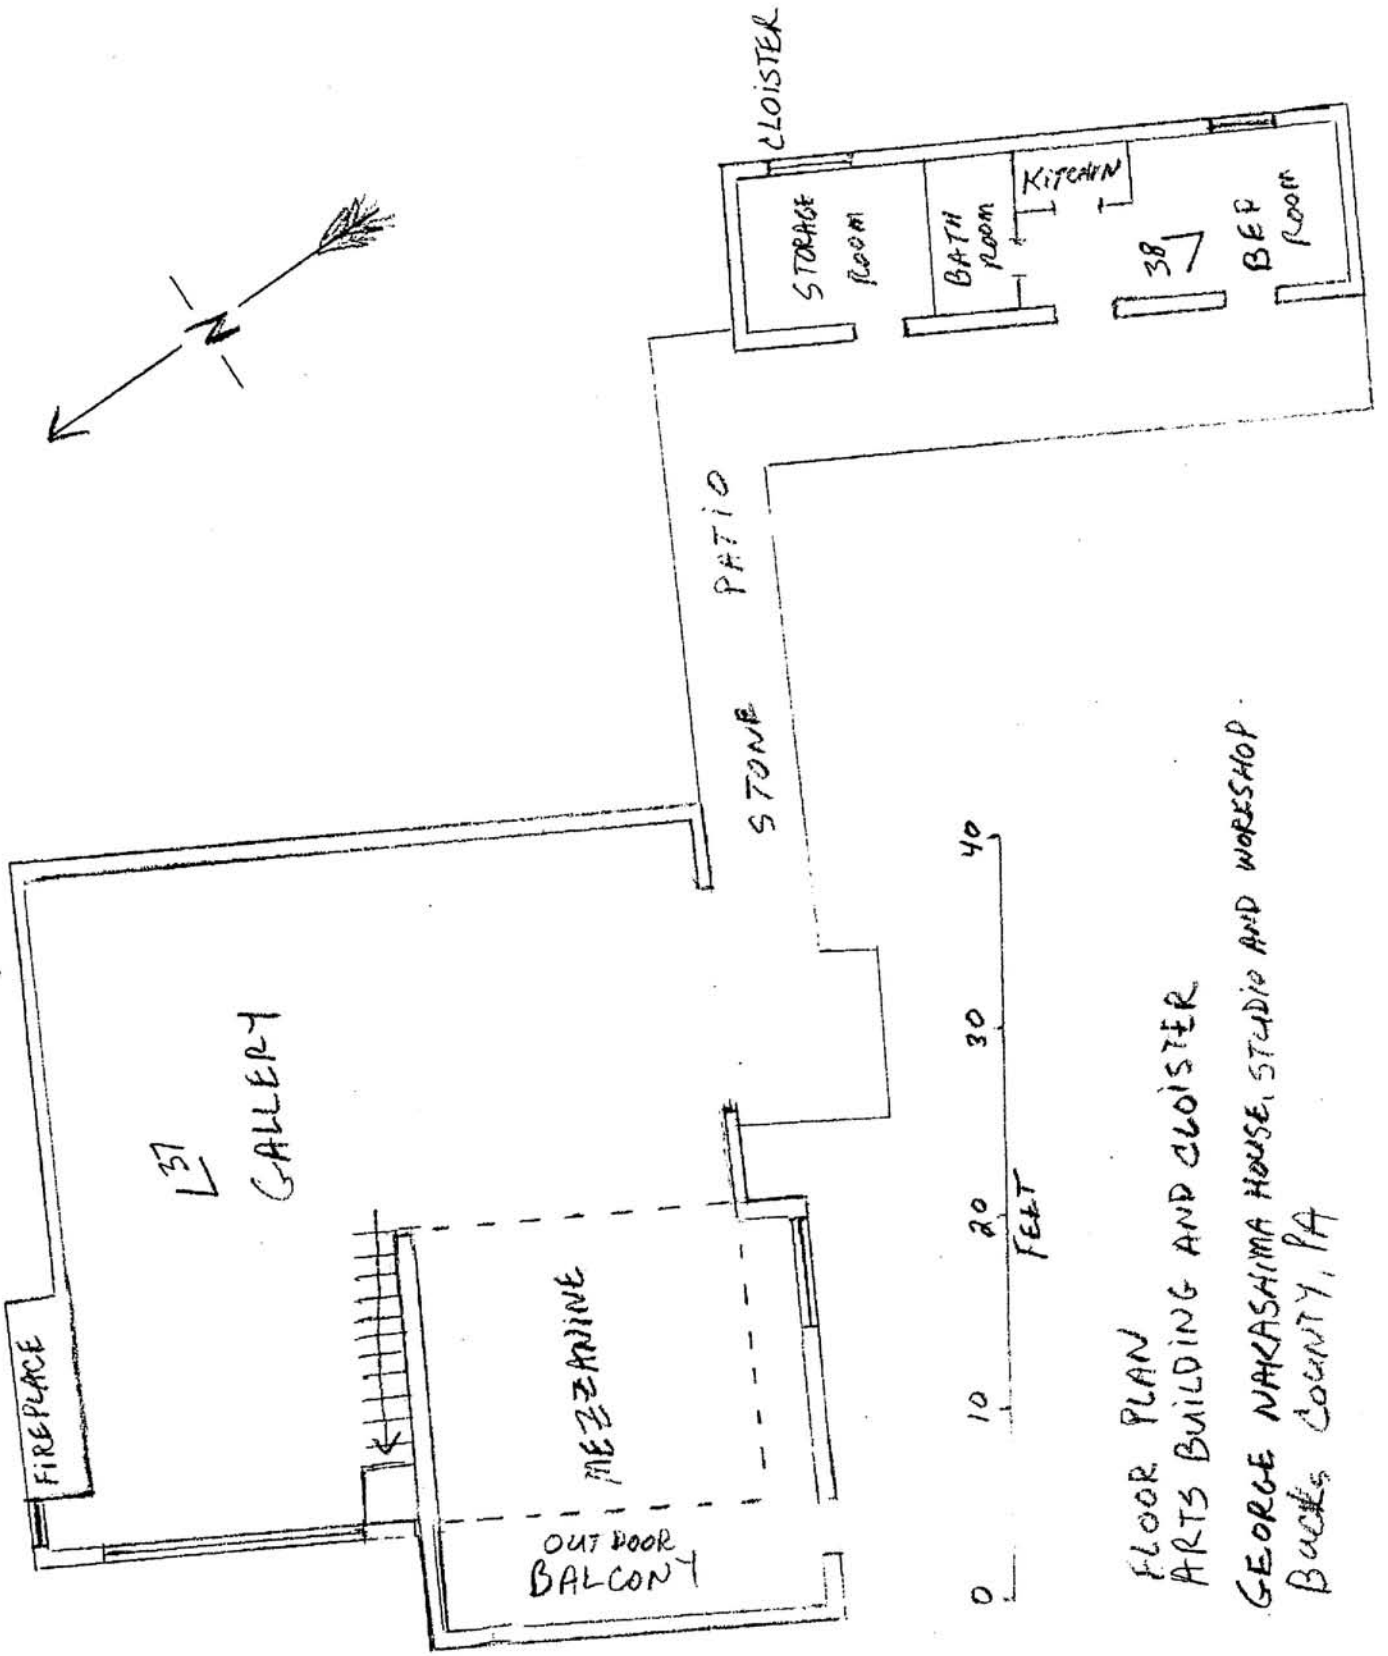 CLOISTER
STORAGE
ROOM
BATH
ROOM
KITCHEN
38
BED
ROOM
N
STONE PATIO
FIREPLACE
37
GALLERY
MEZZANINE
OUTDOOR
BALCONY
0 10 20 30 40
FEET
FLOOR PLAN
ARTS BUILDING AND CLOISTER
GEORGE NAKASHIMA HOUSE, STUDIO AND WORKSHOP.
BUCKS COUNTY, PA